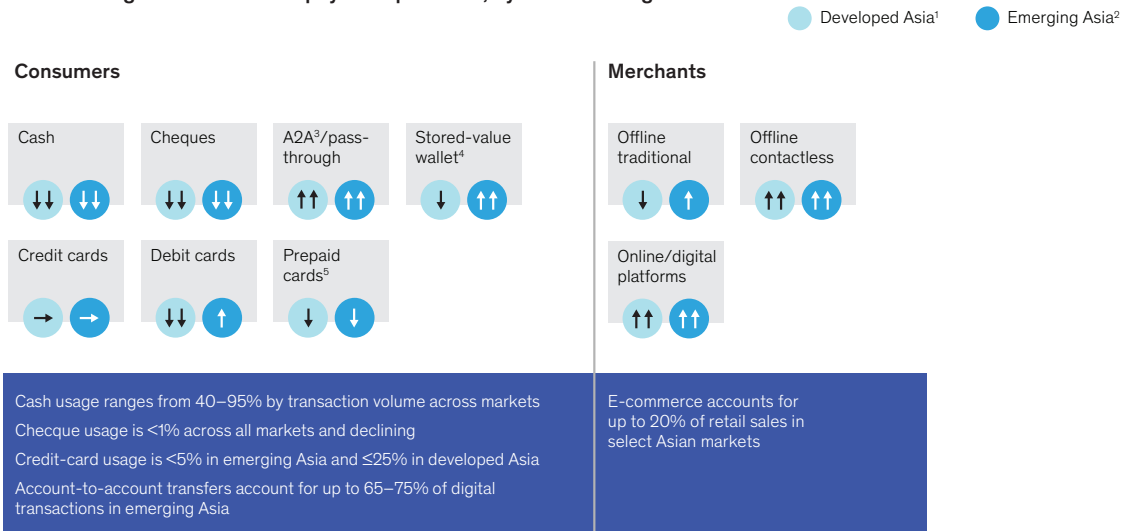 Developed Asia¹
Emerging Asia²
Consumers
Merchants
Cash
Cheques
A2A³/pass-
through
Stored-value
wallet⁴
Offline
traditional
Offline
contactless
↓↓ ↓↓
↓↓ ↓↓
↑↑ ↑↑
↓ ↑↑
↓ ↑
↑↑ ↑↑
Credit cards
Debit cards
Prepaid
cards⁵
Online/digital
platforms
→ →
↓↓ ↑
↓ ↓
↑↑ ↑↑
Cash usage ranges from 40–95% by transaction volume across markets
Checque usage is <1% across all markets and declining
Credit-card usage is <5% in emerging Asia and ≤25% in developed Asia
Account-to-account transfers account for up to 65–75% of digital
transactions in emerging Asia
E-commerce accounts for
up to 20% of retail sales in
select Asian markets